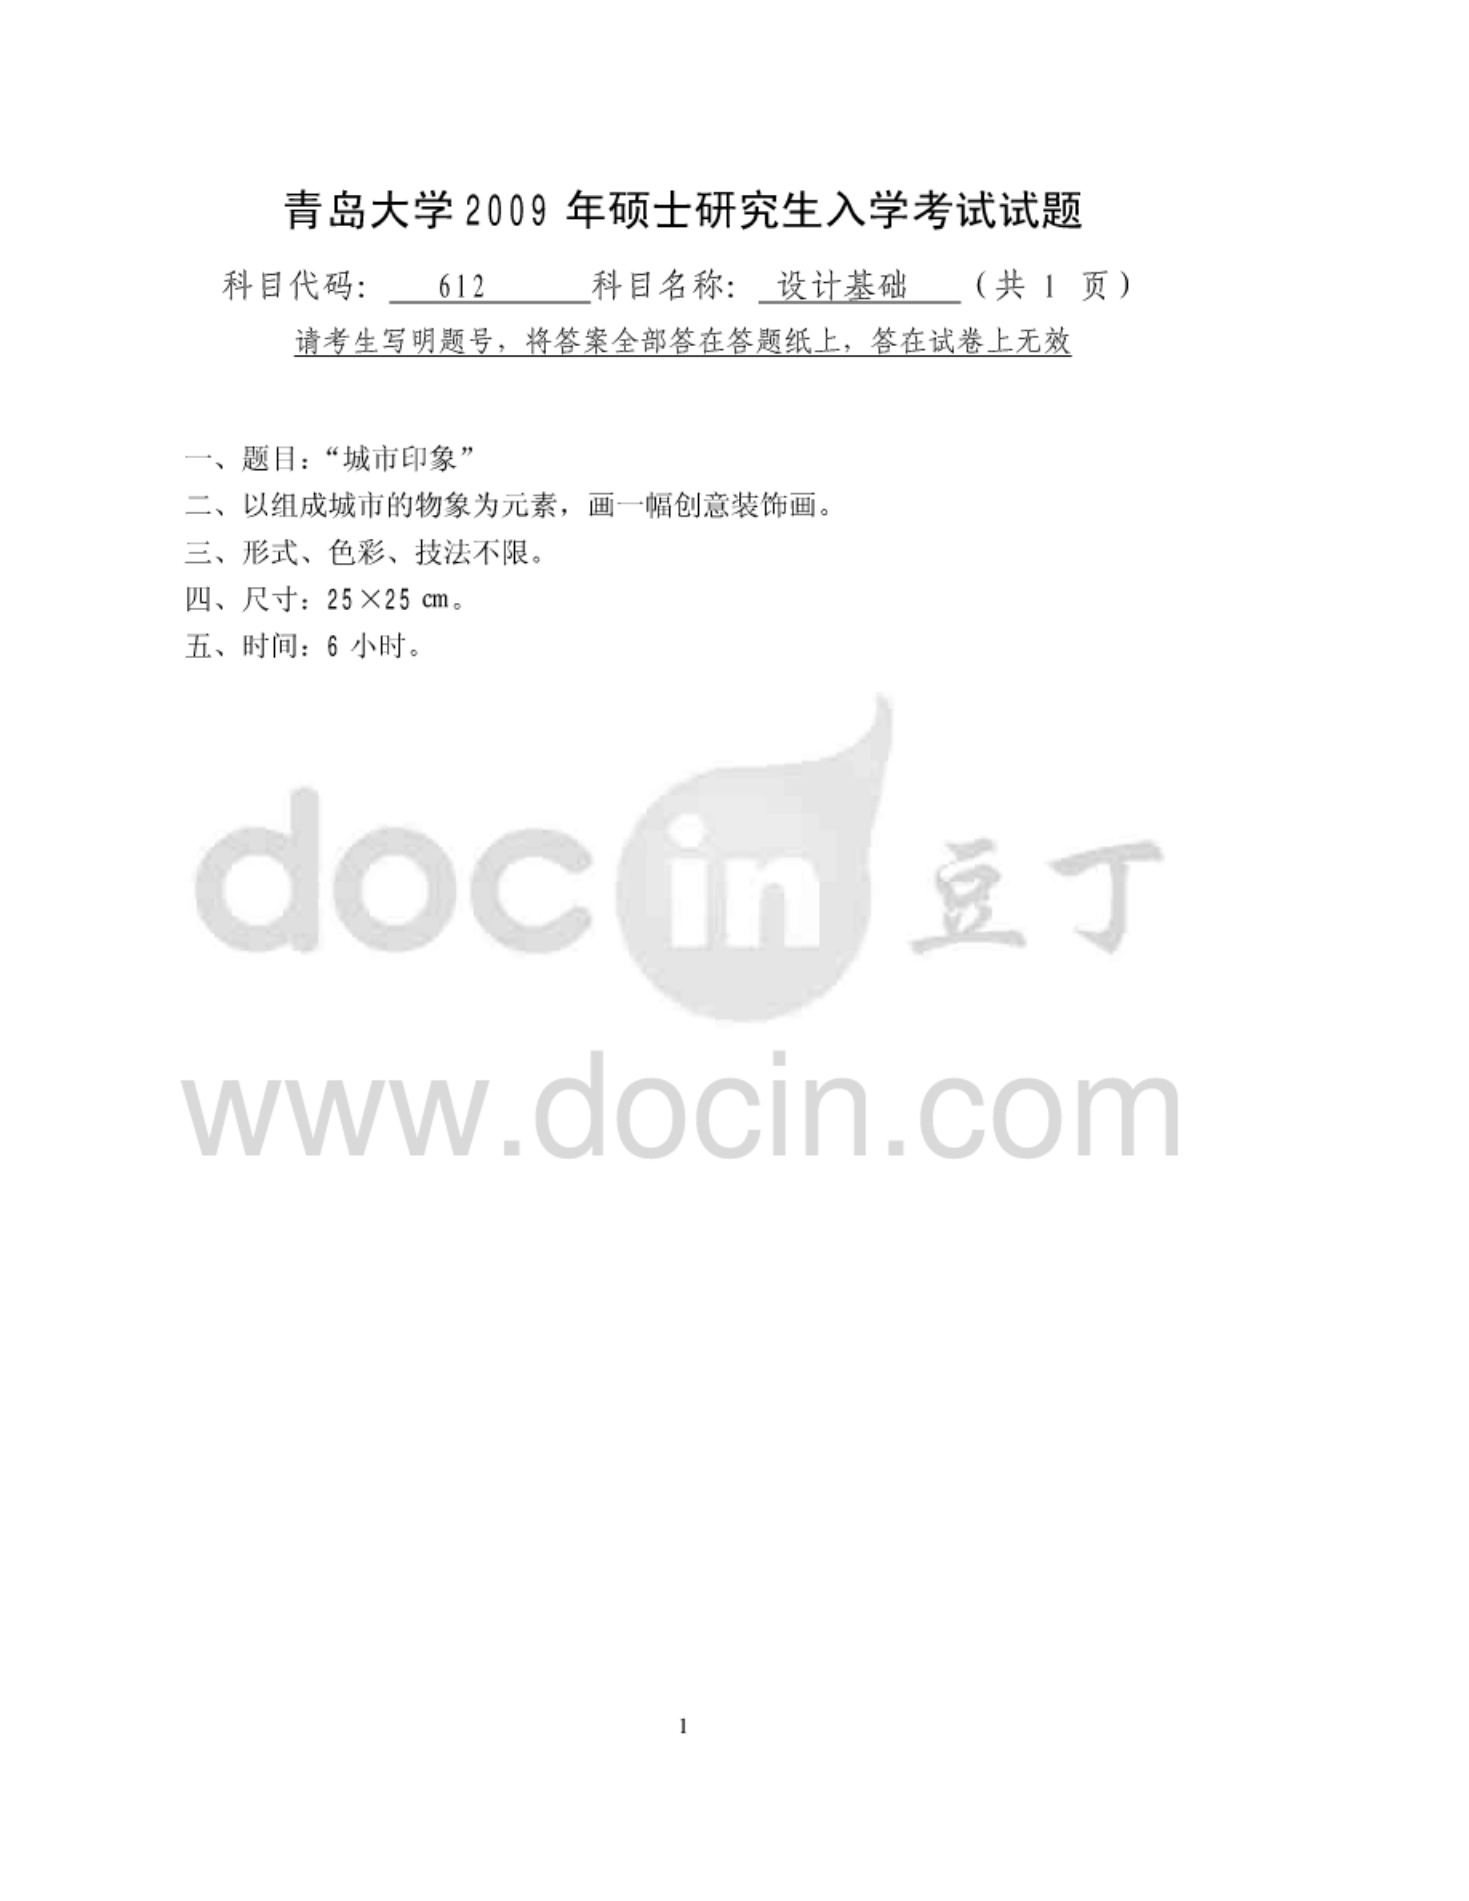 青岛大学2009 年硕士研究生入学考试试题
科目代码: 612 科目名称: 设计基础 (共 1 页)
请考生写明题号，将答案全部答在答题纸上，答在试卷上无效
一、题目：“城市印象”
二、以组成城市的物象为元素，画一幅创意装饰画。
三、形式、色彩、技法不限。
四、尺寸：25×25 ㎝。
五、时间：6 小时。
docin 豆丁
www.docin.com
1